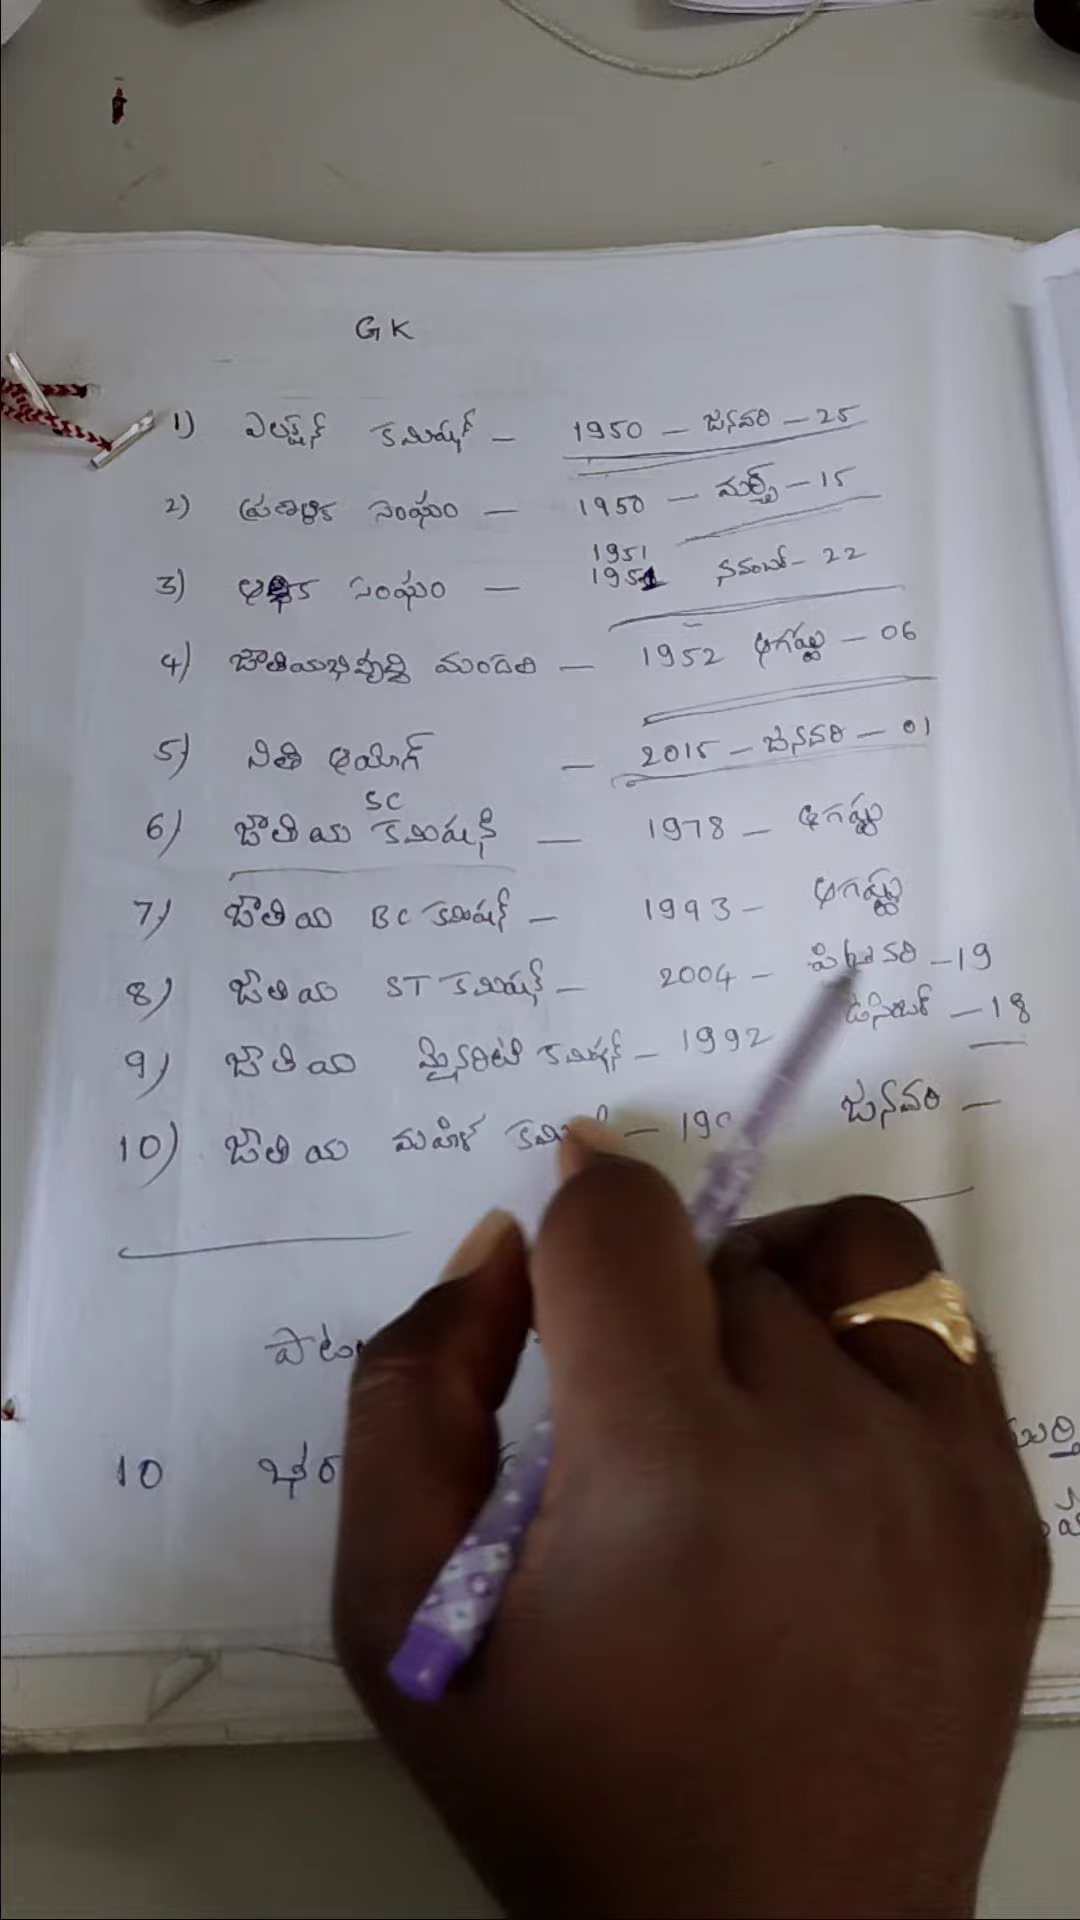 GK
1) ఎలక్షన్ కమిషన్ – 1950 – జనవరి – 25
2) ప్రణాళిక సంఘం – 1950 – మార్చ్ – 15
1951
3) ఆర్థిక సంఘం – 1951 నవంబర్ – 22
4) జాతీయాభివృద్ధి మండలి – 1952 ఆగష్టు – 06
5) నీతి ఆయోగ్ – 2015 – జనవరి – 01
SC
6) జాతీయ కమిషన్ – 1978 – ఆగష్టు
7) జాతీయ BC కమిషన్ – 1993 – ఆగష్టు
8) జాతీయ ST కమిషన్ – 2004 – పిబ్రవరి – 19
9) జాతీయ మైనరిటి కమిషన్ – 1992 డిసెంబర్ – 18
10) జాతీయ మహిళ – జనవరి –
10